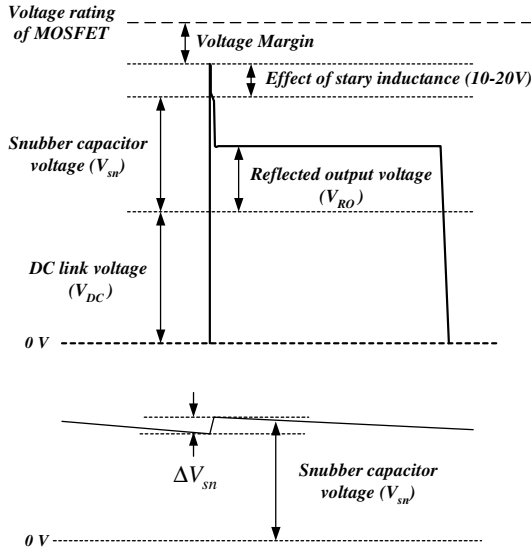 Voltage rating
of MOSFET
Voltage Margin
Effect of stary inductance (10-20V)
Snubber capacitor
voltage (Vsn)
Reflected output voltage
(VRO)
DC link voltage
(VDC)
0 V
ΔVsn
Snubber capacitor
voltage (Vsn)
0 V